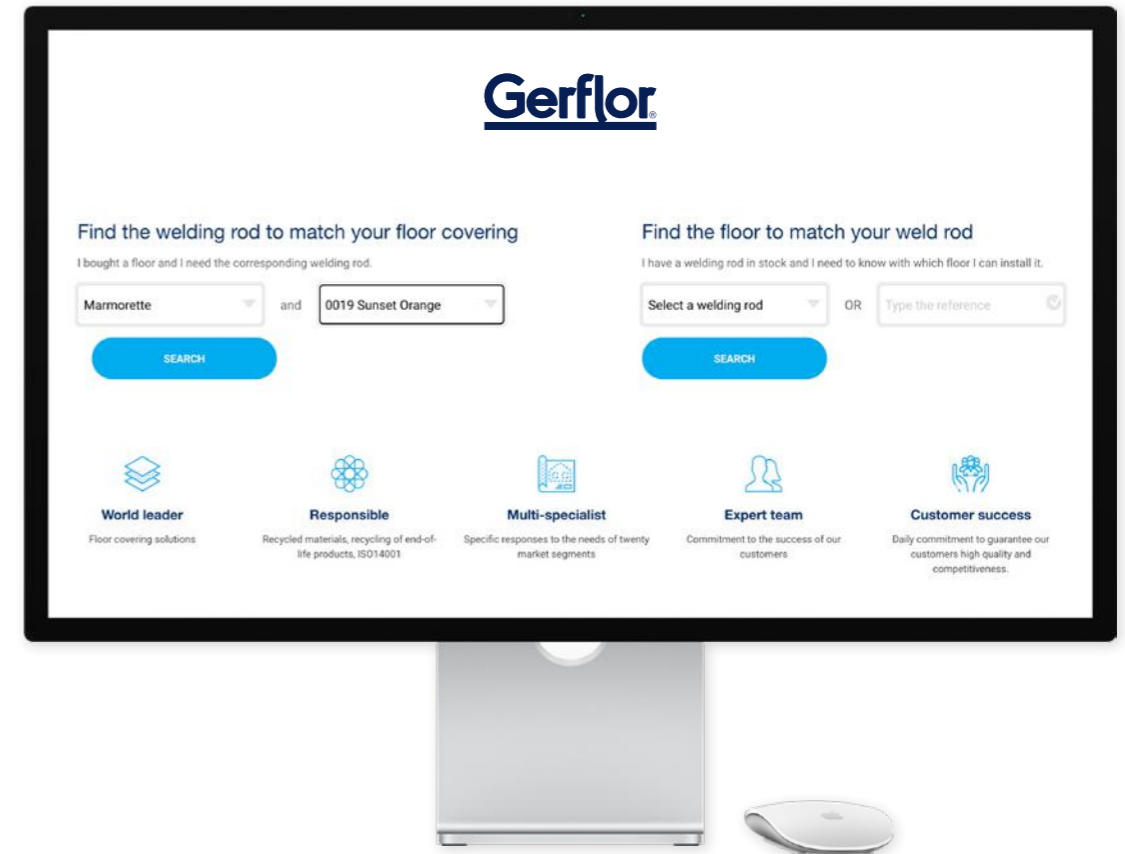 Gerflor®
Find the welding rod to match your floor covering
I bought a floor and I need the corresponding welding rod.
Marmorette
and
0019 Sunset Orange
SEARCH
Find the floor to match your weld rod
I have a welding rod in stock and I need to know with which floor I can install it.
Select a welding rod
OR
Type the reference
SEARCH
World leader
Floor covering solutions
Responsible
Recycled materials, recycling of end-of-
life products, ISO14001
Multi-specialist
Specific responses to the needs of twenty
market segments
Expert team
Commitment to the success of our
customers
Customer success
Daily commitment to guarantee our
customers high quality and
competitiveness.